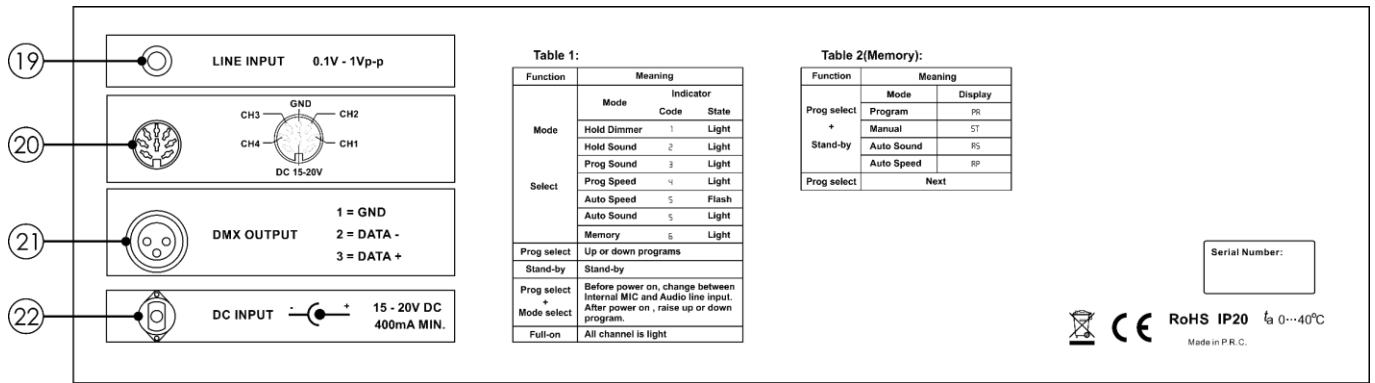 19
LINE INPUT 0.1V - 1Vp-p
20
GND
CH3 CH2
CH4 CH1
DC 15-20V
21
DMX OUTPUT
1 = GND
2 = DATA -
3 = DATA +
22
DC INPUT - + 15 - 20V DC
400mA MIN.
Table 1:
Function Meaning
Mode Select
Mode Indicator
Code State
Hold Dimmer 1 Light
Hold Sound 2 Light
Prog Sound 3 Light
Prog Speed 4 Light
Auto Speed 5 Flash
Auto Sound 5 Light
Memory 6 Light
Prog select Up or down programs
Stand-by Stand-by
Prog select
+
Mode select
Before power on, change between
Internal MIC and Audio line input.
After power on , raise up or down
program.
Full-on All channel is light
Table 2(Memory):
Function Meaning
Prog select
+
Stand-by
Mode Display
Program PR
Manual ST
Auto Sound RS
Auto Speed RP
Prog select Next
Serial Number:
CE RoHS IP20 ta 0···40°C
Made in P.R.C.